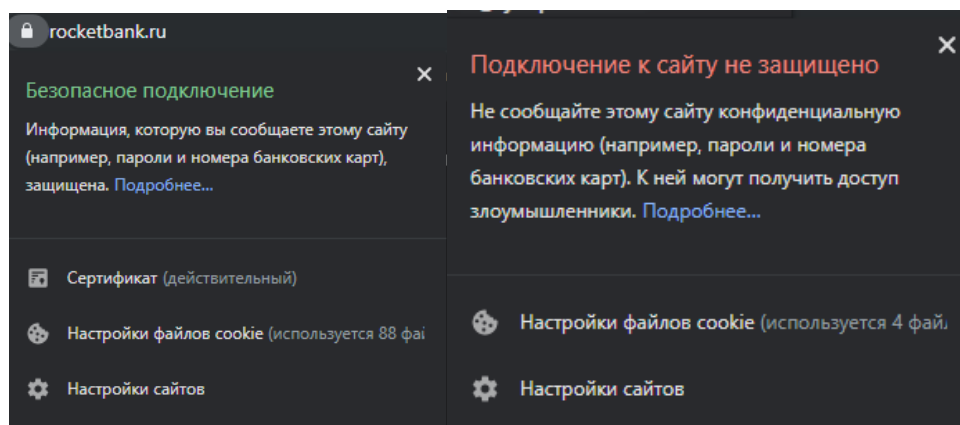 rocketbank.ru
Безопасное подключение
Информация, которую вы сообщаете этому сайту
(например, пароли и номера банковских карт),
защищена. Подробнее...
Сертификат (действительный)
Настройки файлов cookie (используется 88
Настройки сайтов
Подключение к сайту не защищено
Не сообщайте этому сайту конфиденциальную
информацию (например, пароли и номера
банковских карт). К ней могут получить доступ
злоумышленники. Подробнее...
Настройки файлов cookie (используется 4
Настройки сайтов